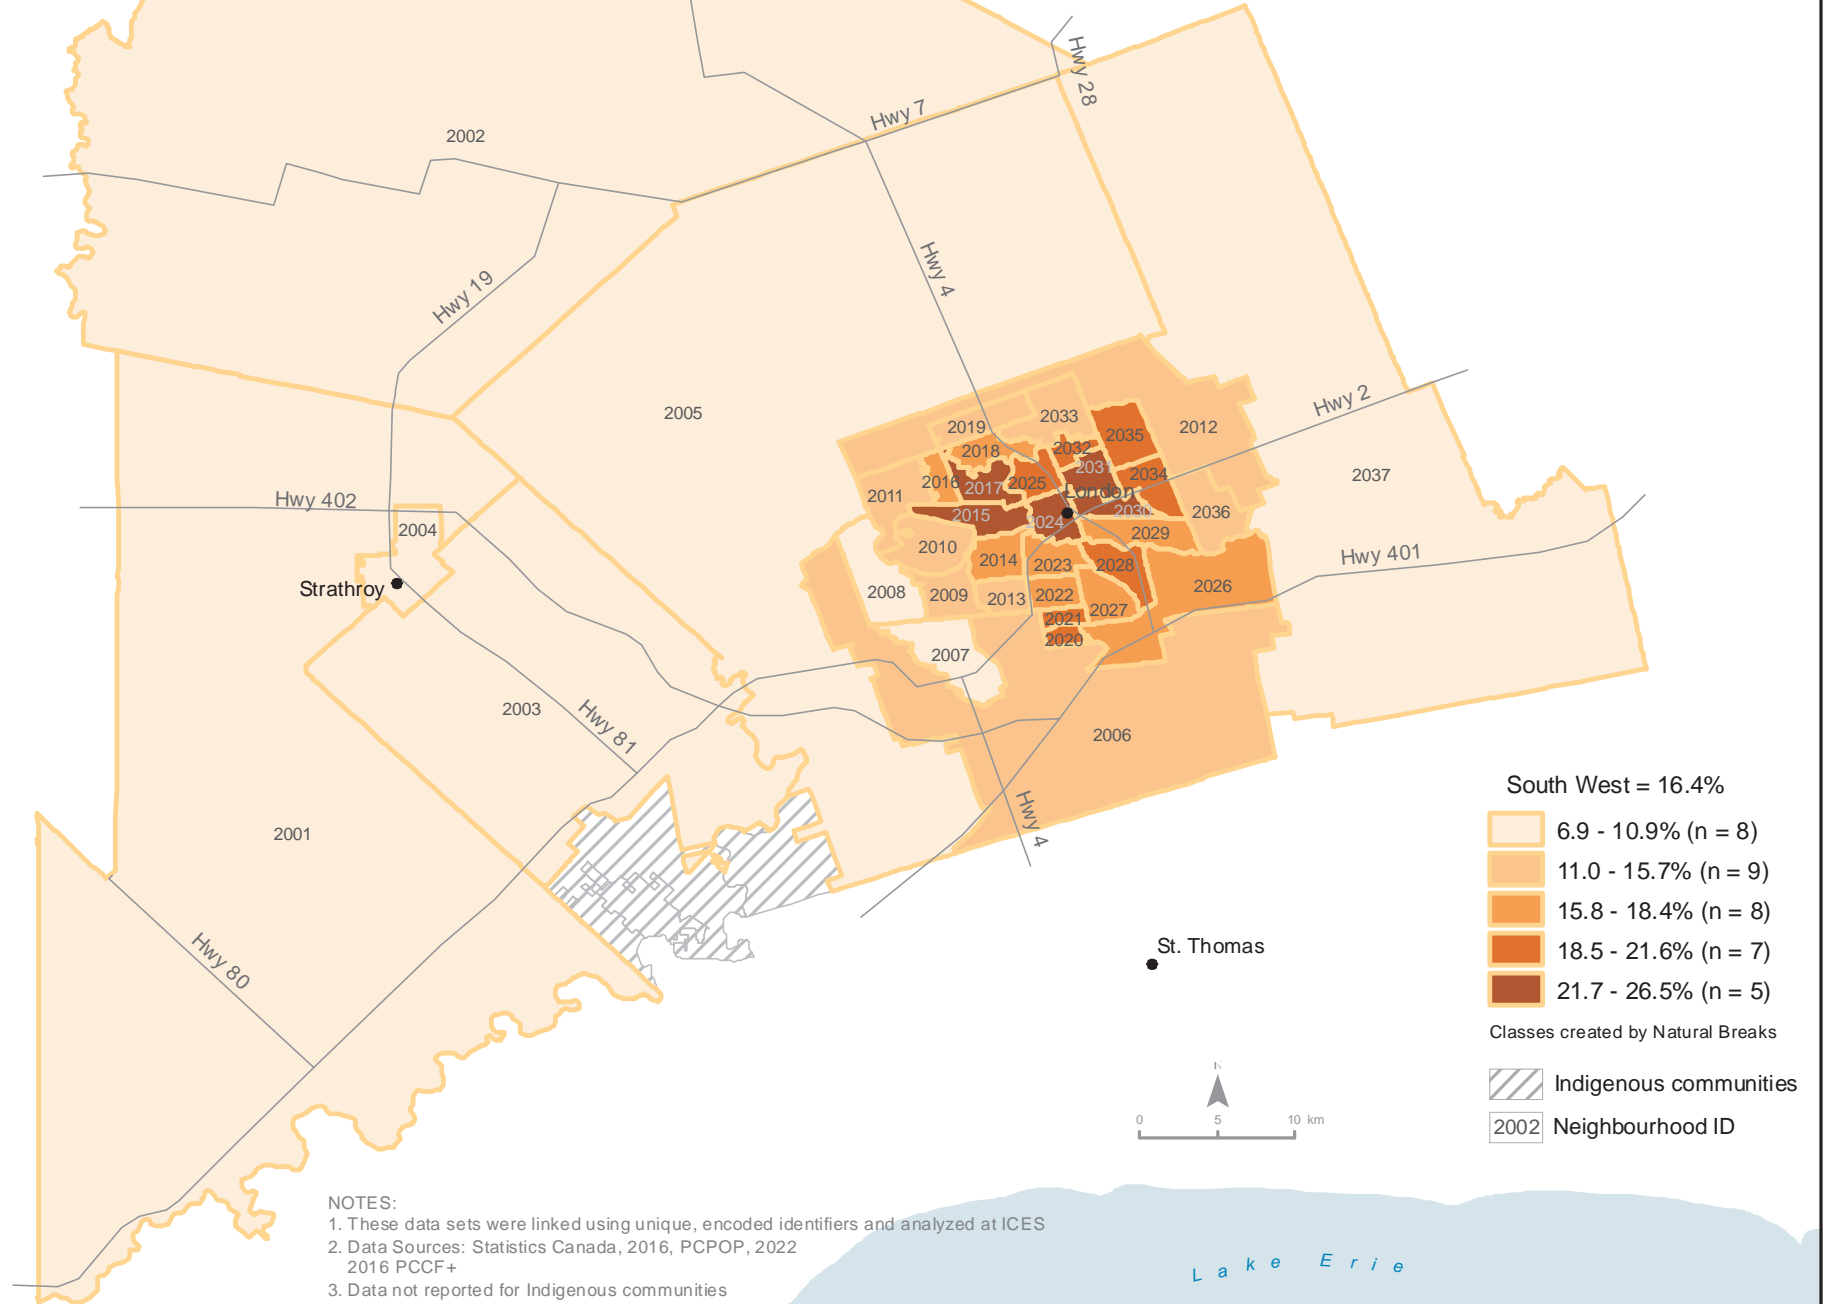 Hwy 28
Hwy 7
2002
Hwy 4
Hwy 19
2005
Hwy 2
2033
2019
2012
2035
2032
2018
2031
2034
2037
2016
2025
2017
2011
London
Hwy 402
2030
2036
2015
2024
2004
2029
2010
Hwy 401
2014
2023
2028
Strathroy
2008
2026
2009
2013
2022
2027
2021
2020
2007
2003
Hwy 81
2006
Hwy 4
2001
Hwy 80
St. Thomas
South West = 16.4%
6.9 - 10.9% (n = 8)
11.0 - 15.7% (n = 9)
15.8 - 18.4% (n = 8)
18.5 - 21.6% (n = 7)
21.7 - 26.5% (n = 5)
Classes created by Natural Breaks
Indigenous communities
2002 Neighbourhood ID
N
0 5 10 km
NOTES:
1. These data sets were linked using unique, encoded identifiers and analyzed at ICES
2. Data Sources: Statistics Canada, 2016, PCPOP, 2022
2016 PCCF+
3. Data not reported for Indigenous communities
Lake Erie